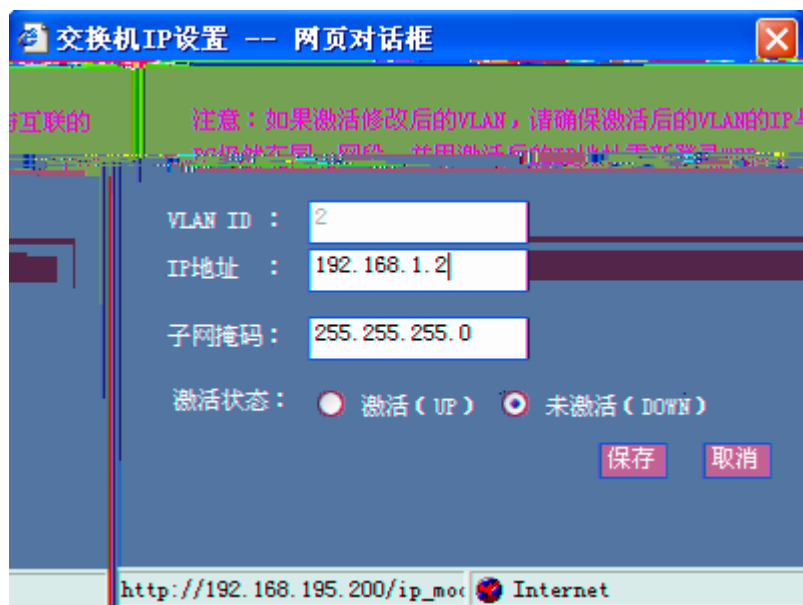 交换机IP设置 -- 网页对话框
互联的
注意：如果激活修改后的VLAN，请确保激活后的VLAN的IP
VLAN ID ：
2
IP地址 ：
192.168.1.2
子网掩码：
255.255.255.0
激活状态：
激活(UP)
未激活(DOWN)
保存
取消
http://192.168.195.200/ip_mo
Internet